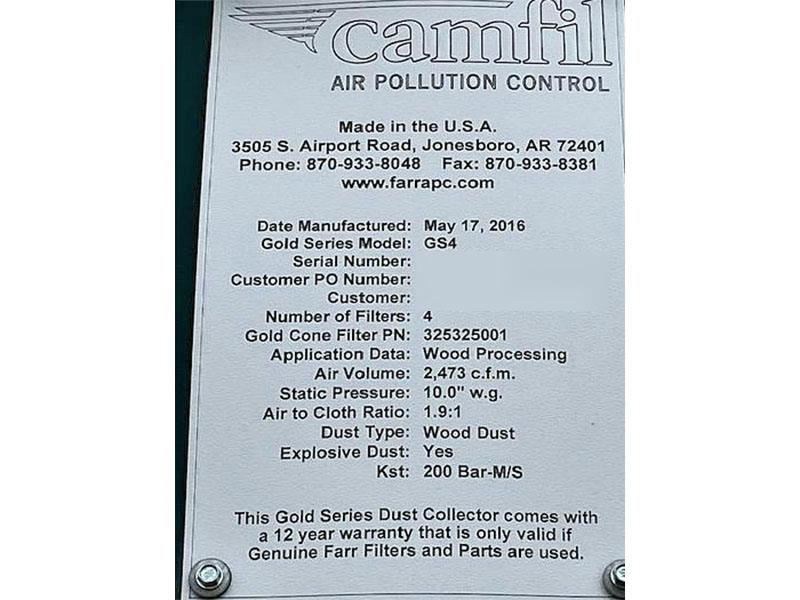 camfil
AIR POLLUTION CONTROL
Made in the U.S.A.
3505 S. Airport Road, Jonesboro, AR 72401
Phone: 870-933-8048 Fax: 870-933-8381
www.farrapc.com
Date Manufactured: May 17, 2016
Gold Series Model: GS4
Serial Number:
Customer PO Number:
Customer:
Number of Filters: 4
Gold Cone Filter PN: 325325001
Application Data: Wood Processing
Air Volume: 2,473 c.f.m.
Static Pressure: 10.0" w.g.
Air to Cloth Ratio: 1.9:1
Dust Type: Wood Dust
Explosive Dust: Yes
Kst: 200 Bar-M/S
This Gold Series Dust Collector comes with
a 12 year warranty that is only valid if
Genuine Farr Filters and Parts are used.